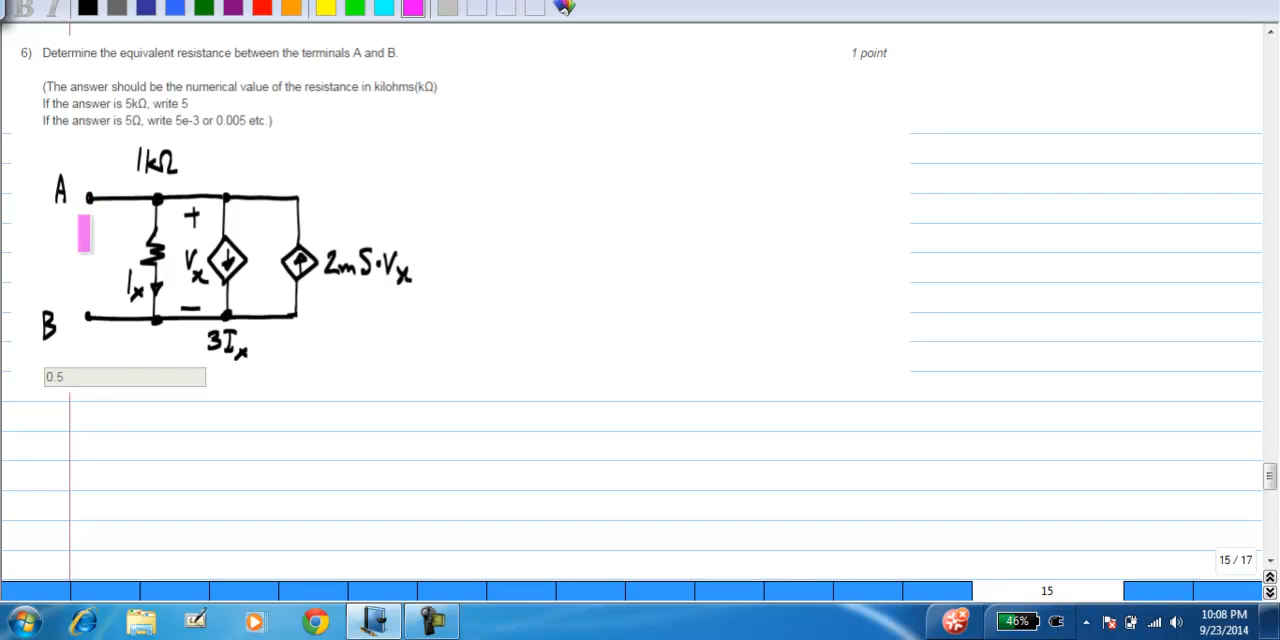 B I
6) Determine the equivalent resistance between the terminals A and B.
1 point
(The answer should be the numerical value of the resistance in kilohms(kΩ)
If the answer is 5kΩ, write 5
If the answer is 5Ω, write 5e-3 or 0.005 etc.)
1kΩ
A
+
Vx
2mS·Vx
Ix
B
−
3Ix
0.5
15 / 17
15
46%
10:08 PM
9/23/2014